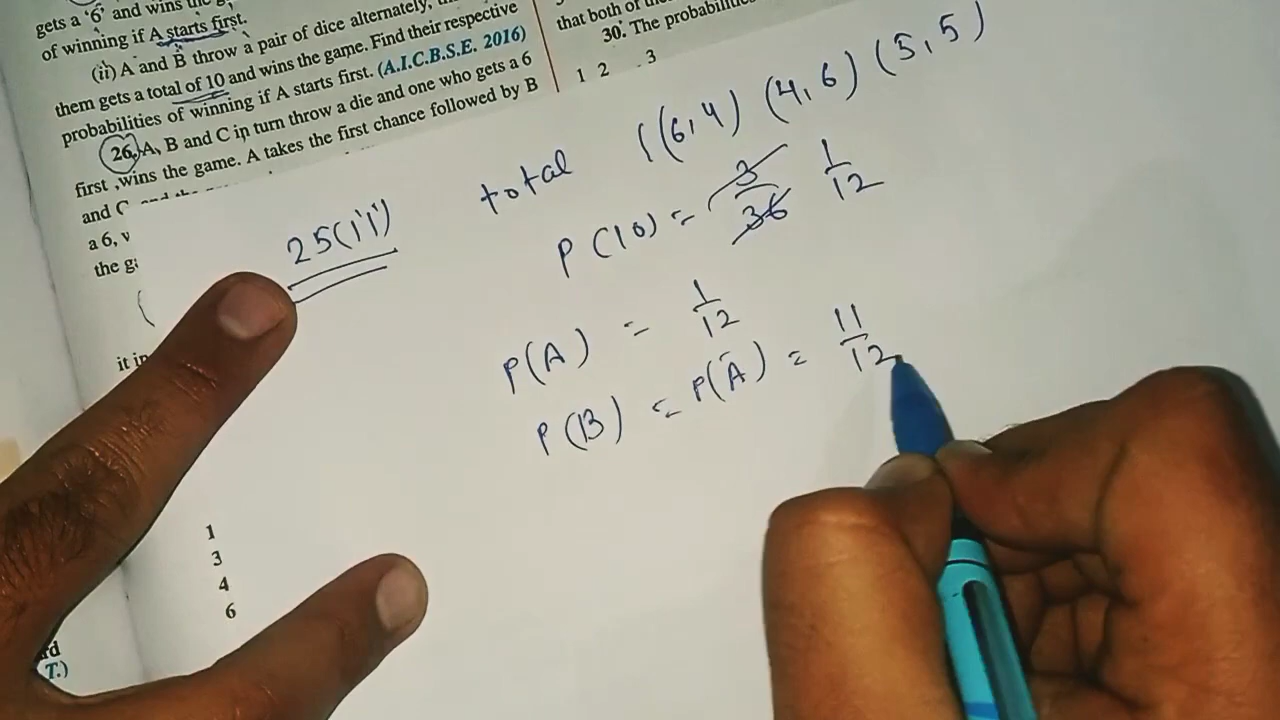 gets a '6' and wins the g
of winning if A starts first.
(ii) A and B throw a pair of dice alternately,
them gets a total of 10 and wins the game. Find their respective
probabilities of winning if A starts first. (A.I.C.B.S.E. 2016)
26. A, B and C in turn throw a die and one who gets a 6
first, wins the game. A takes the first chance followed by B
and C
a 6,
the ga
it in
that both of
30. The probabilities
1 2 3
25(ii)
total ((6,4) (4,6) (5,5)
P(10) = 3/36 1/12
P(A) = 1/12
P(B) = P(Ā) = 11/12
1
3
4
6
T.)